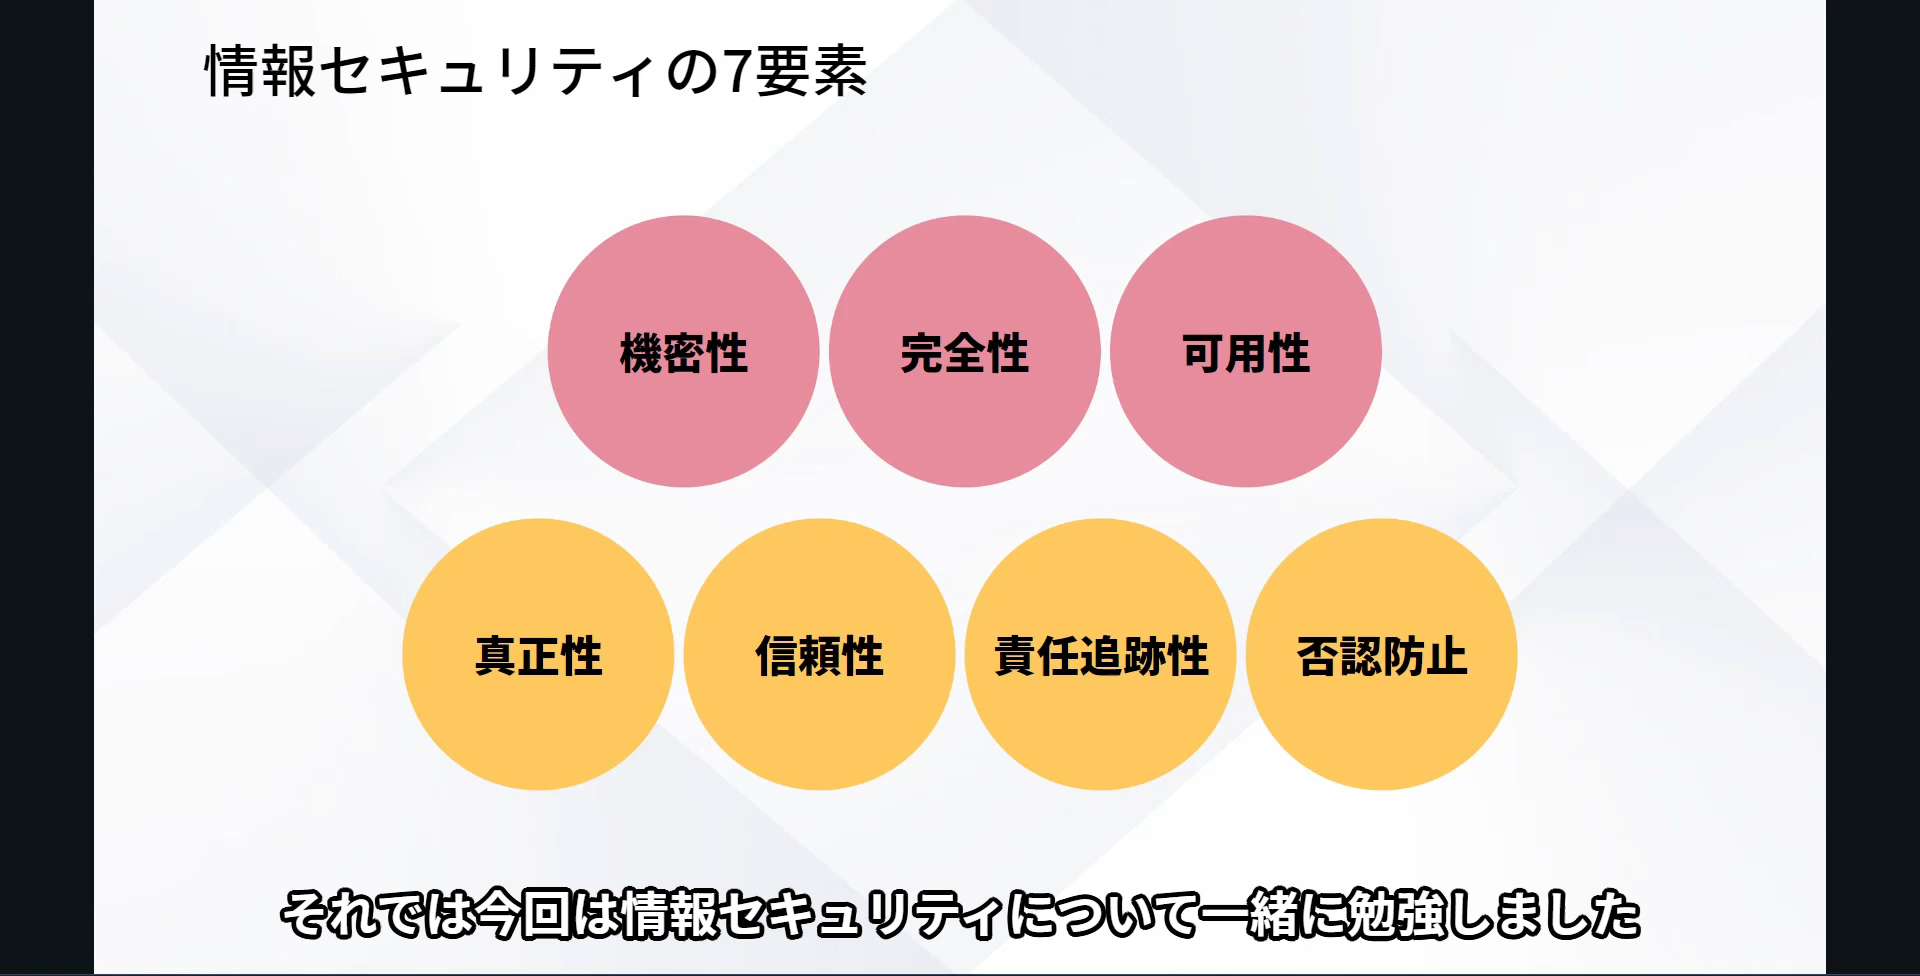 情報セキュリティの7要素
機密性
完全性
可用性
真正性
信頼性
責任追跡性
否認防止
それでは今回は情報セキュリティについて一緒に勉強しました